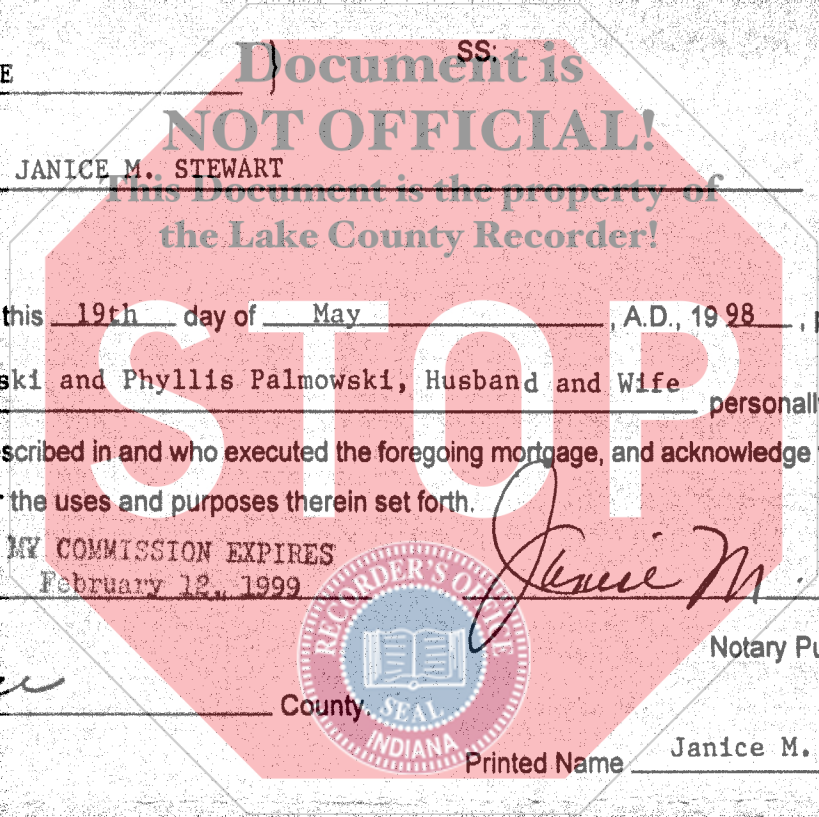 Document is
SS:
E
NOT OFFICIAL!
JANICE M. STEWART
This Document is the property of
the Lake County Recorder!
STOP
this 19th day of May , A.D., 19 98 , p
ski and Phyllis Palmowski, Husband and Wife
personally
scribed in and who executed the foregoing mortgage, and acknowledge
the uses and purposes therein set forth.
MY COMMISSION EXPIRES
February 12, 1999
Janice M.
RECORDER'S OFFICE
Notary Pu
County.
SEAL
INDIANA
Printed Name Janice M.